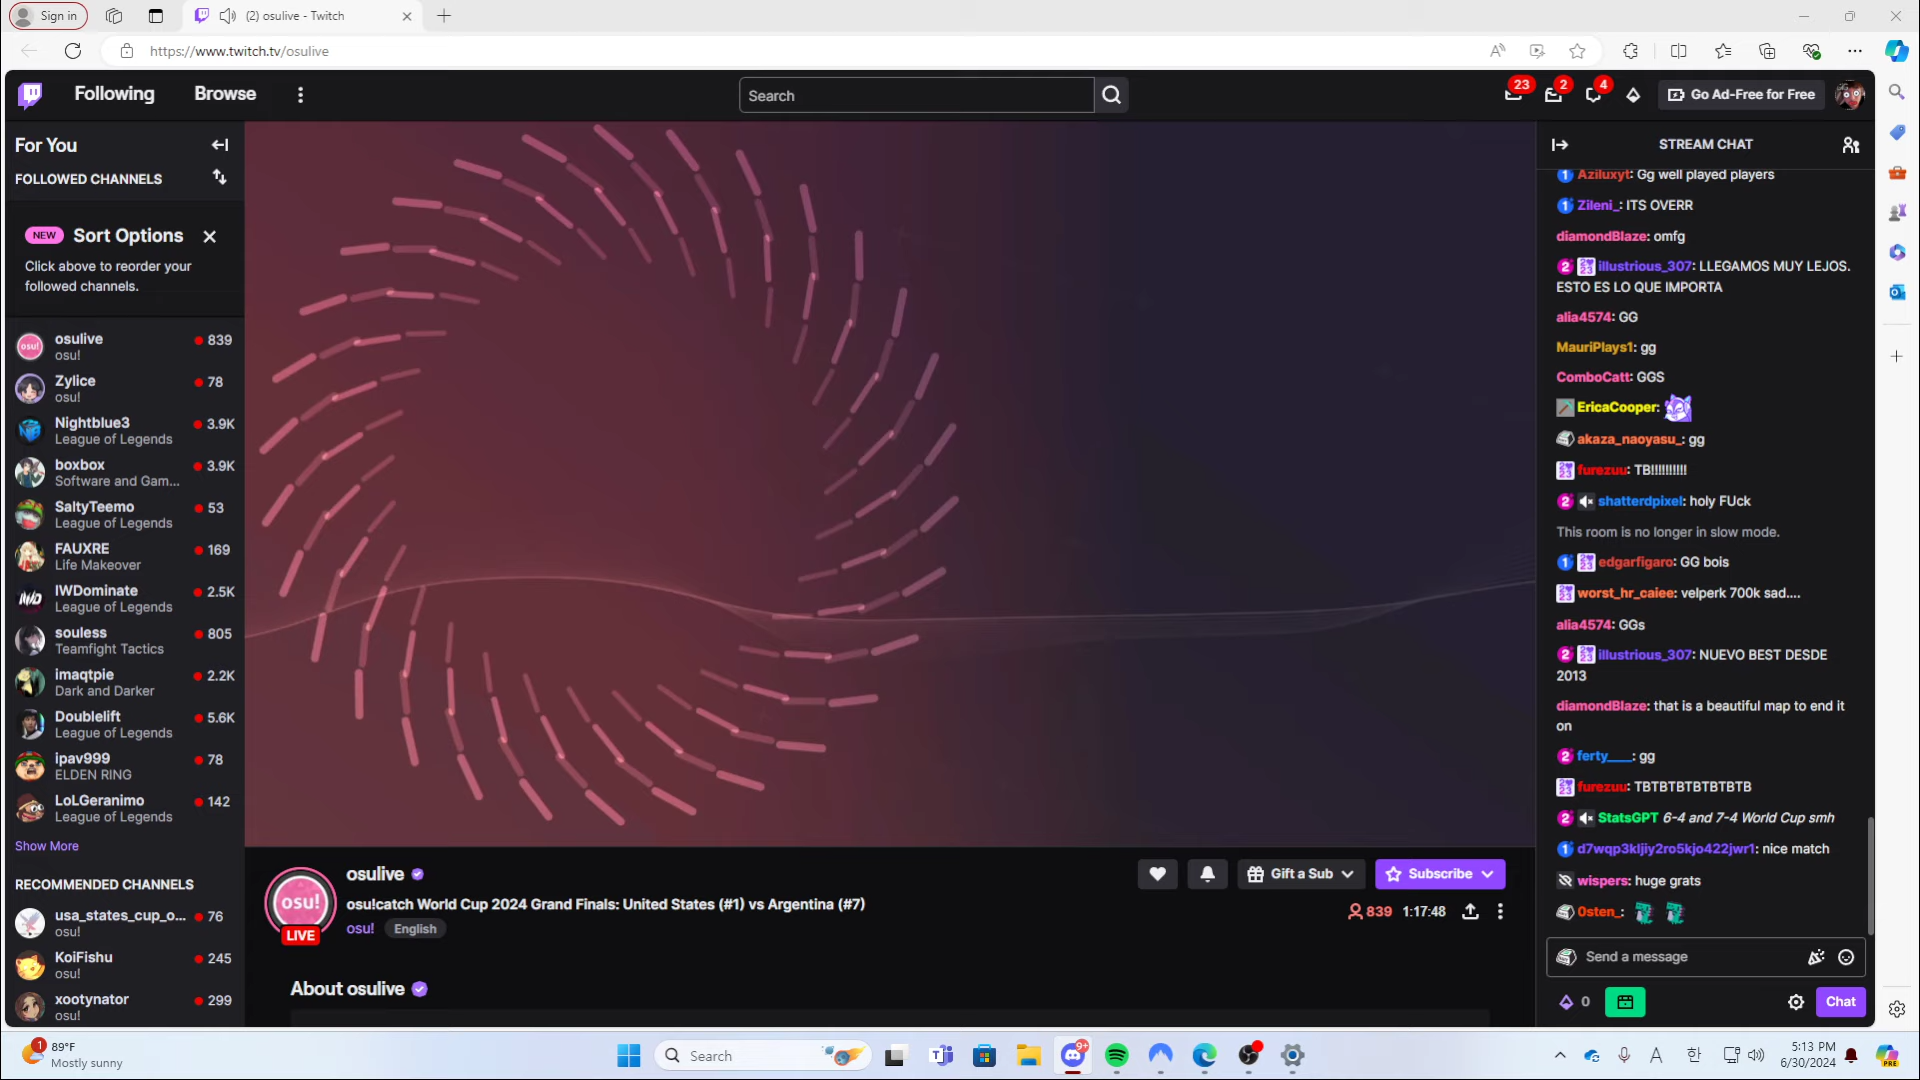 Sign in
(2) osulive - Twitch
https://www.twitch.tv/osulive
Following
Browse
Search
23
2
4
Go Ad-Free for Free
For You
FOLLOWED CHANNELS
NEW
Sort Options
Click above to reorder your
followed channels.
osu!
osulive
839
osu!
Zylice
78
osu!
Nightblue3
3.9K
League of Legends
boxbox
3.9K
Software and Gam...
SaltyTeemo
53
League of Legends
FAUXRE
169
Life Makeover
IWDominate
2.5K
League of Legends
souless
805
Teamfight Tactics
imaqtpie
2.2K
Dark and Darker
Doublelift
5.6K
League of Legends
ipav999
78
ELDEN RING
LoLGeranimo
142
League of Legends
Show More
RECOMMENDED CHANNELS
usa_states_cup_o...
76
osu!
KoiFishu
245
osu!
xootynator
299
osu!
osu!
LIVE
osulive
osu!catch World Cup 2024 Grand Finals: United States (#1) vs Argentina (#7)
osu!
English
Gift a Sub
Subscribe
839
1:17:48
About osulive
STREAM CHAT
Aziluxyt: Gg well played players
Zileni_: ITS OVERR
diamondBlaze: omfg
illustrious_307: LLEGAMOS MUY LEJOS.
ESTO ES LO QUE IMPORTA
alia4574: GG
MauriPlays1: gg
ComboCatt: GGS
EricaCooper:
akaza_naoyasu_: gg
furezuu: TB!!!!!!!!!!
shatterdpixel: holy FUck
This room is no longer in slow mode.
edgarfigaro: GG bois
worst_hr_caiee: velperk 700k sad....
alia4574: GGs
illustrious_307: NUEVO BEST DESDE
2013
diamondBlaze: that is a beautiful map to end it
on
ferty____: gg
furezuu: TBTBTBTBTBTBTB
StatsGPT 6-4 and 7-4 World Cup smh
d7wqp3kljiy2ro5kjo422jwr1: nice match
wispers: huge grats
0sten_:
Send a message
0
Chat
1
89°F
Mostly sunny
Search
9+
A
한
5:13 PM
6/30/2024
PRE